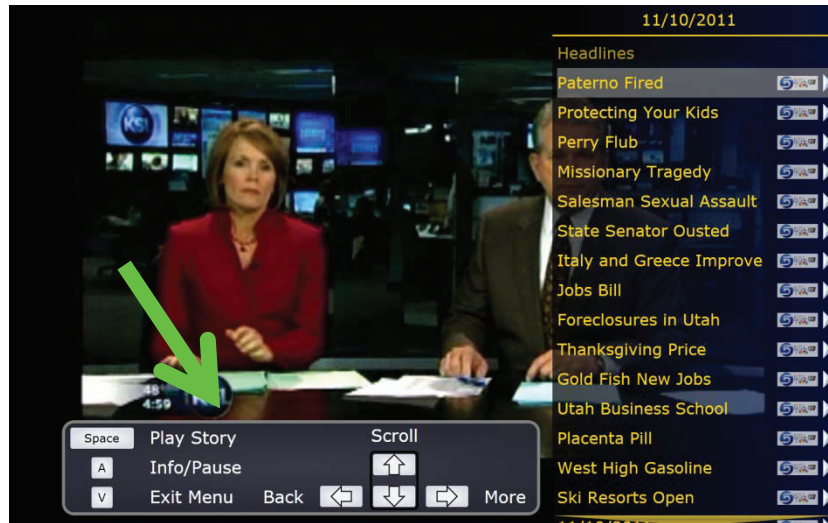 11/10/2011
Headlines
Paterno Fired
Protecting Your Kids
Perry Flub
Missionary Tragedy
Salesman Sexual Assault
State Senator Ousted
Italy and Greece Improve
Jobs Bill
Foreclosures in Utah
Thanksgiving Price
Gold Fish New Jobs
Utah Business School
Placenta Pill
West High Gasoline
Ski Resorts Open
KSL
48°
4:59
Space Play Story Scroll
A Info/Pause
V Exit Menu Back More